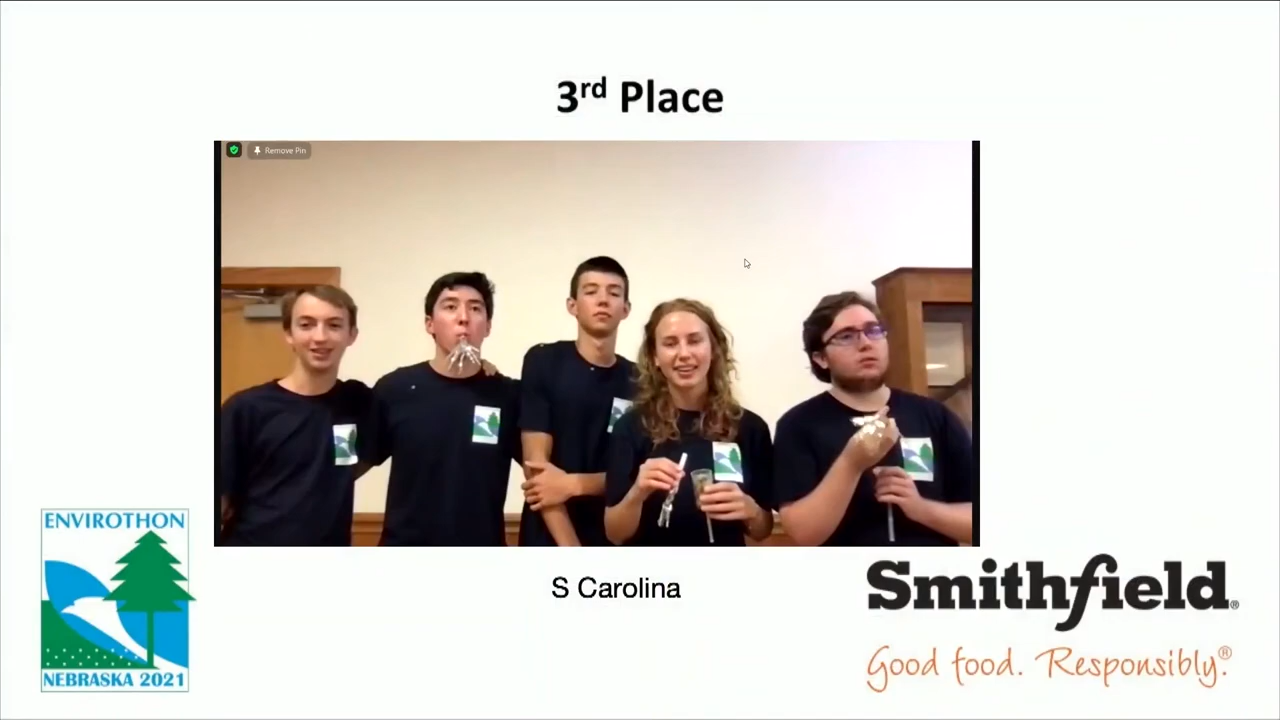 3rd Place
Remove Pin
S Carolina
ENVIROTHON
NEBRASKA 2021
Smithfield®
Good food. Responsibly.®